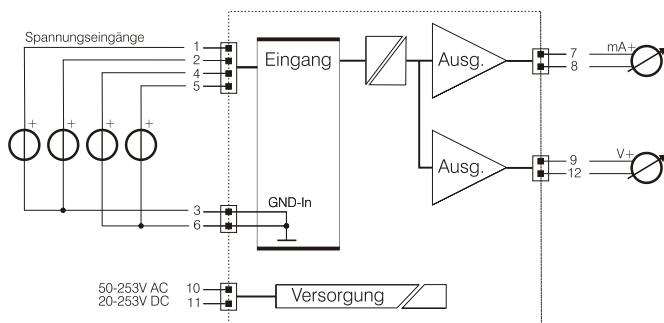 Spannungseingänge
1
2
4
5
+
+
+
+
3
6
Eingang
GND-In
Ausg.
Ausg.
7
8
mA+
9
12
V+
50-253V AC 10
20-253V DC 11
Versorgung